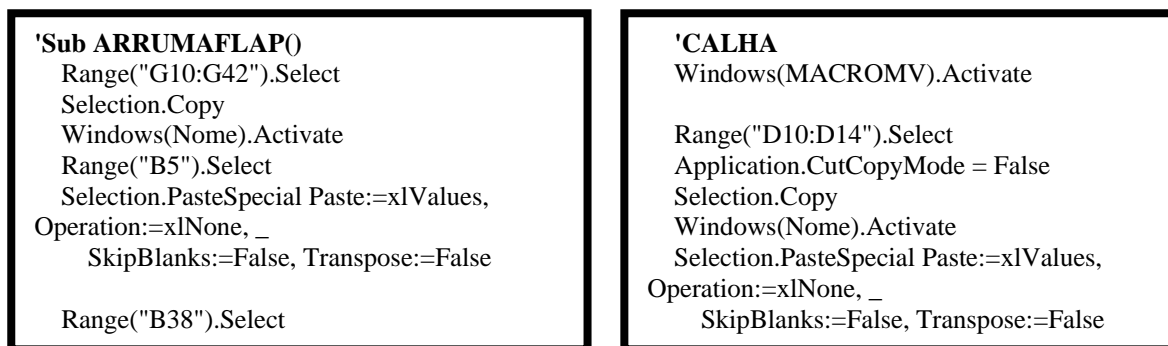 'Sub ARRUMAFLAP()
Range("G10:G42").Select
Selection.Copy
Windows(Nome).Activate
Range("B5").Select
Selection.PasteSpecial Paste:=xlValues,
Operation:=xlNone, _
SkipBlanks:=False, Transpose:=False
Range("B38").Select
'CALHA
Windows(MACROMV).Activate
Range("D10:D14").Select
Application.CutCopyMode = False
Selection.Copy
Windows(Nome).Activate
Selection.PasteSpecial Paste:=xlValues,
Operation:=xlNone, _
SkipBlanks:=False, Transpose:=False